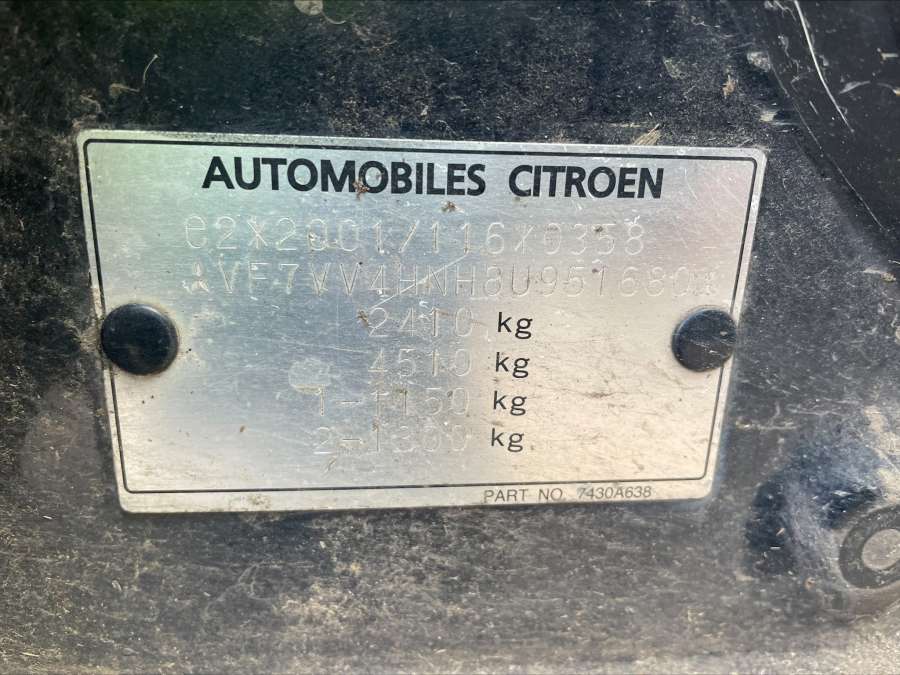 AUTOMOBILES CITROEN
e2*2001/116*0358
VF7VV4HNH8U951680
2410 kg
4510 kg
1-1150 kg
2-1360 kg
PART NO. 7430A638